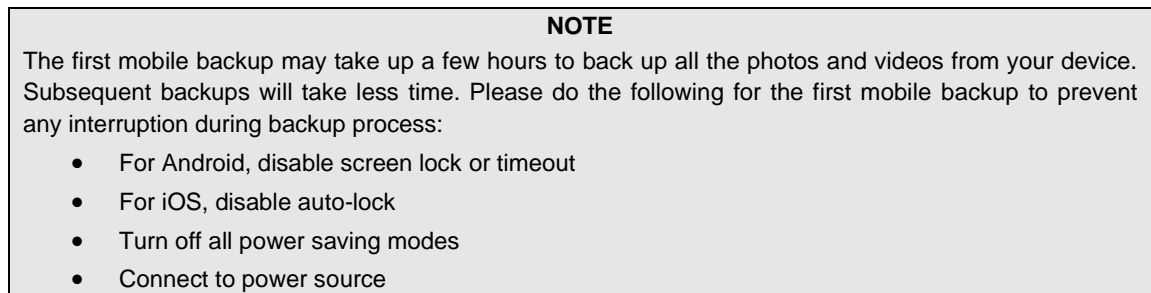 NOTE
The first mobile backup may take up a few hours to back up all the photos and videos from your device.
Subsequent backups will take less time. Please do the following for the first mobile backup to prevent
any interruption during backup process:
• For Android, disable screen lock or timeout
• For iOS, disable auto-lock
• Turn off all power saving modes
• Connect to power source